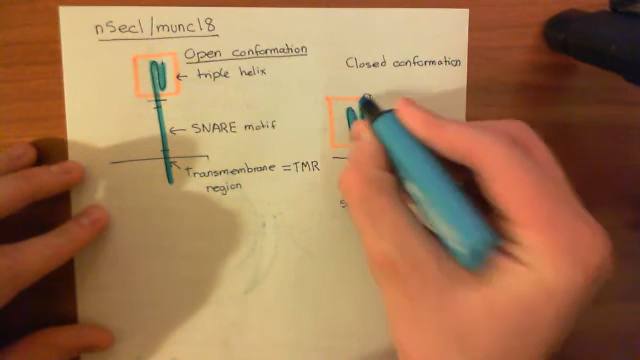 nSec1/munc18
Open conformation
triple helix
SNARE motif
Transmembrane = TMR
region
Closed conformation